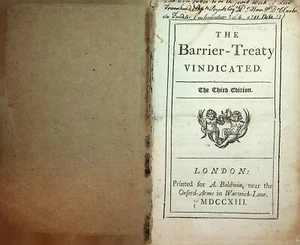 THE
Barrier-Treaty
VINDICATED.
The Third Edition.
LONDON:
Printed for A. Baldwin, near the
Oxford-Arms in Warwick-Lane.
MDCCXIII.